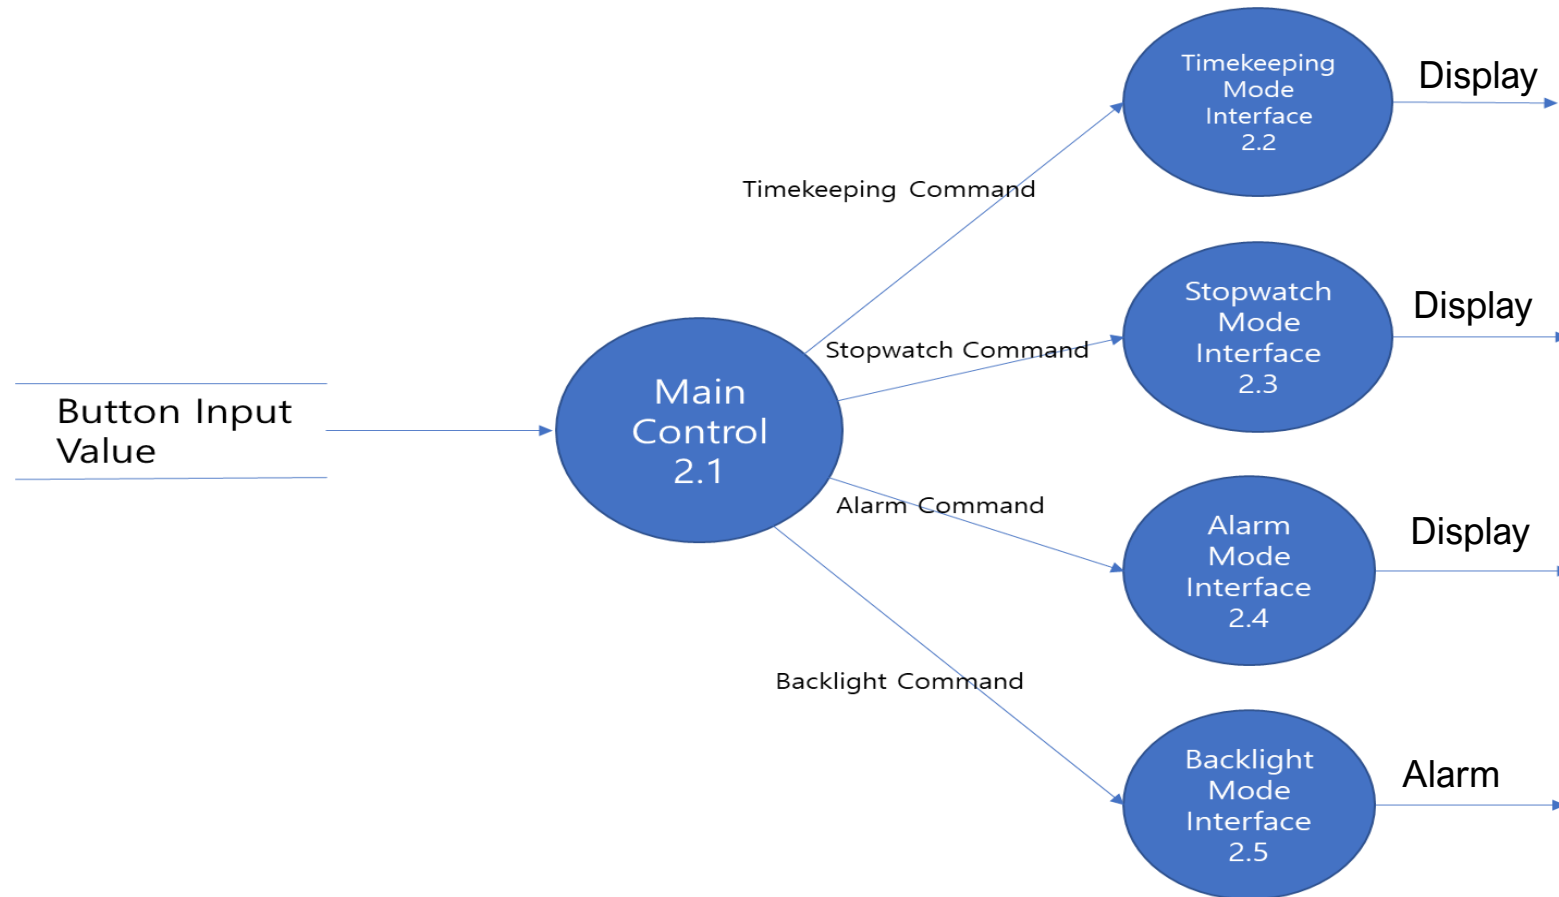 Button Input
Value
Main
Control
2.1
Timekeeping Command
Stopwatch Command
Alarm Command
Backlight Command
Timekeeping
Mode
Interface
2.2
Display
Stopwatch
Mode
Interface
2.3
Display
Alarm
Mode
Interface
2.4
Display
Backlight
Mode
Interface
2.5
Alarm